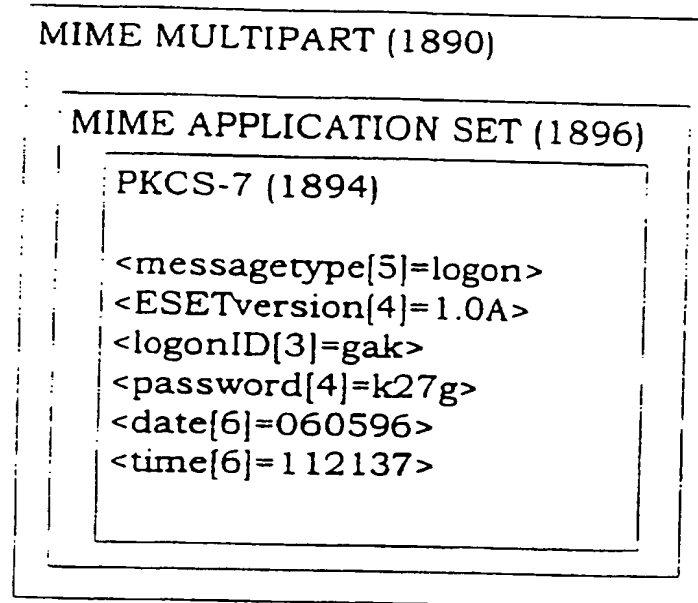 MIME MULTIPART (1890)
MIME APPLICATION SET (1896)
PKCS-7 (1894)
<messagetype[5]=logon>
<ESETversion[4]=1.0A>
<logonID[3]=gak>
<password[4]=k27g>
<date[6]=060596>
<time[6]=112137>